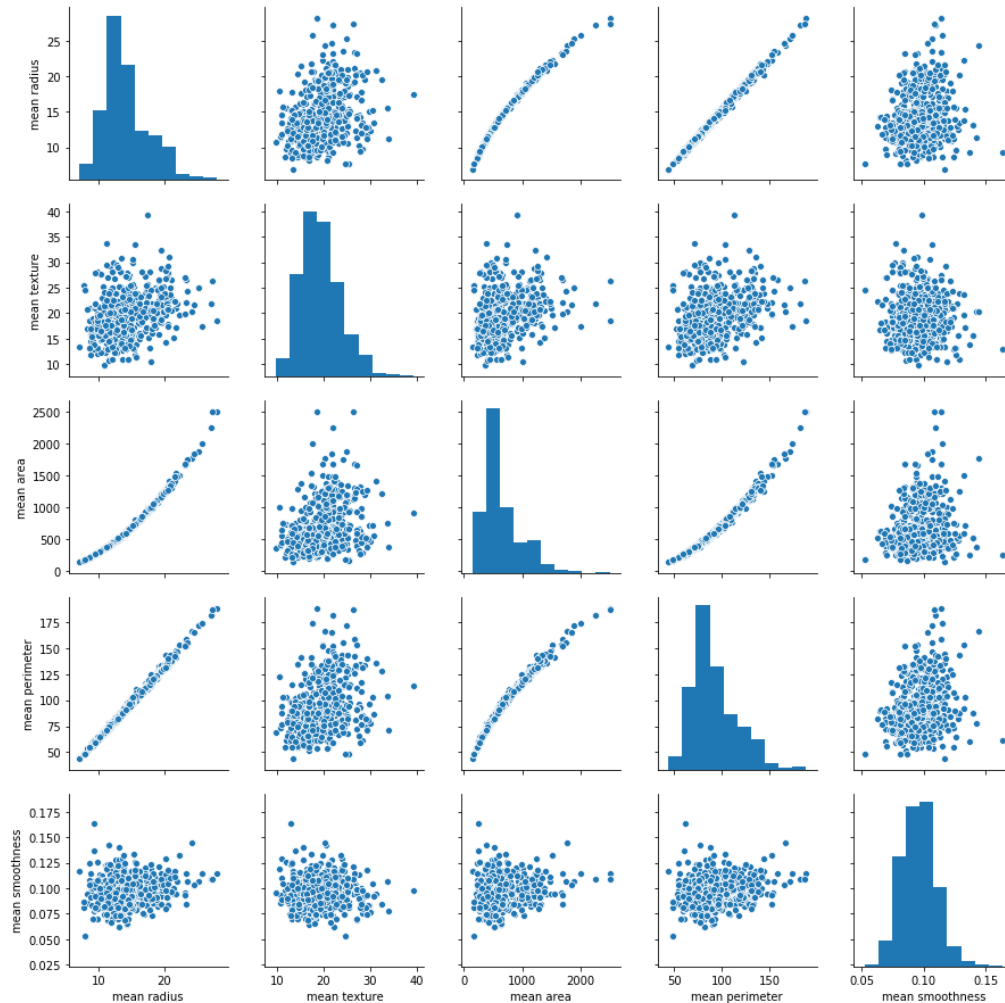 mean radius
25
20
15
10
mean texture
40
35
30
25
20
15
10
mean area
2500
2000
1500
1000
500
0
mean perimeter
175
150
125
100
75
50
mean smoothness
0.175
0.150
0.125
0.100
0.075
0.050
0.025
10 20
10 20 30 40
0 1000 2000
50 100 150
0.05 0.10 0.15
mean radius
mean texture
mean area
mean perimeter
mean smoothness